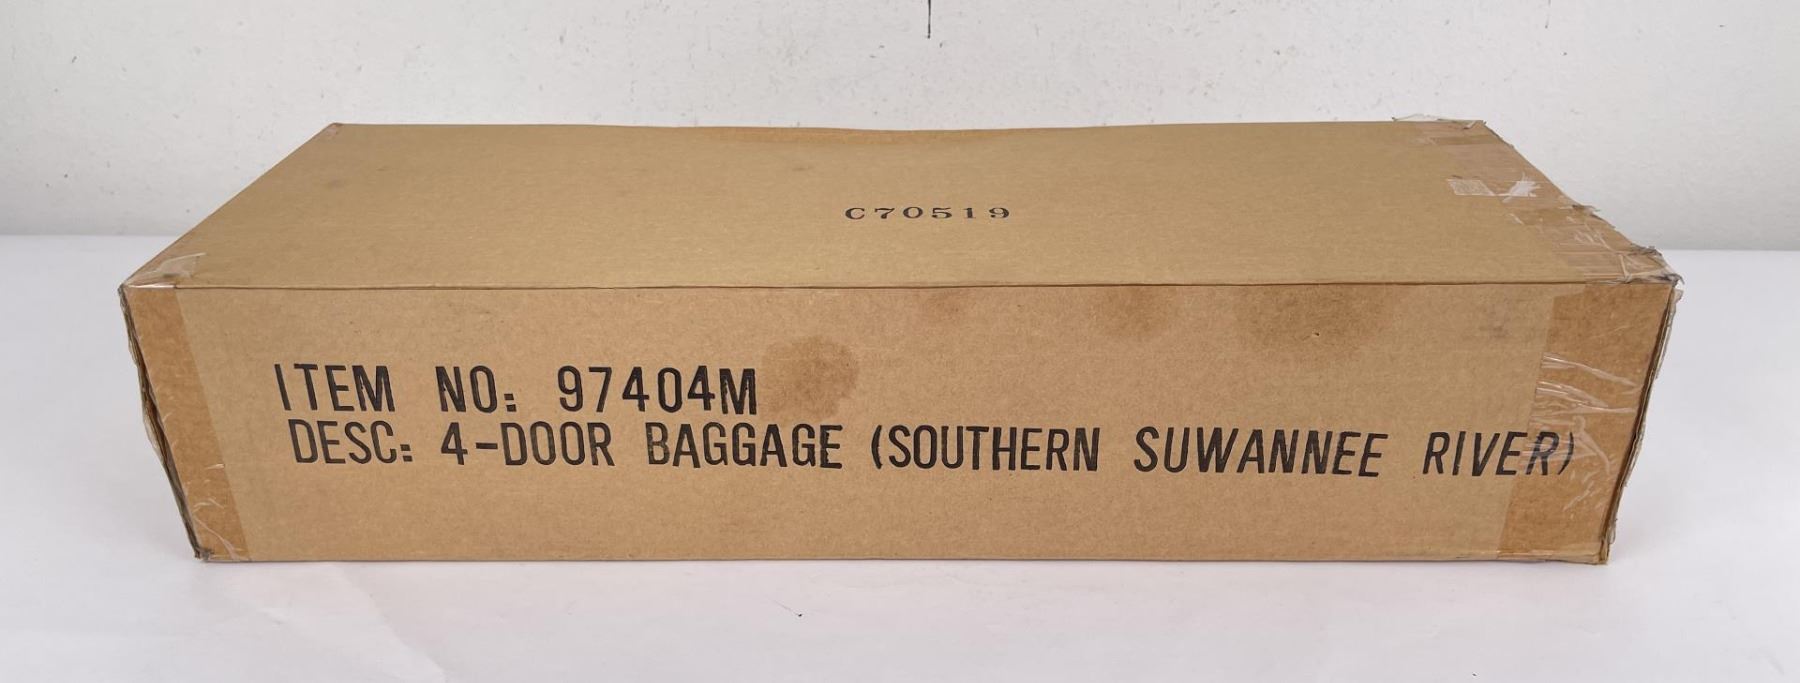 C70519
ITEM NO: 97404M
DESC: 4-DOOR BAGGAGE (SOUTHERN SUWANNEE RIVER)